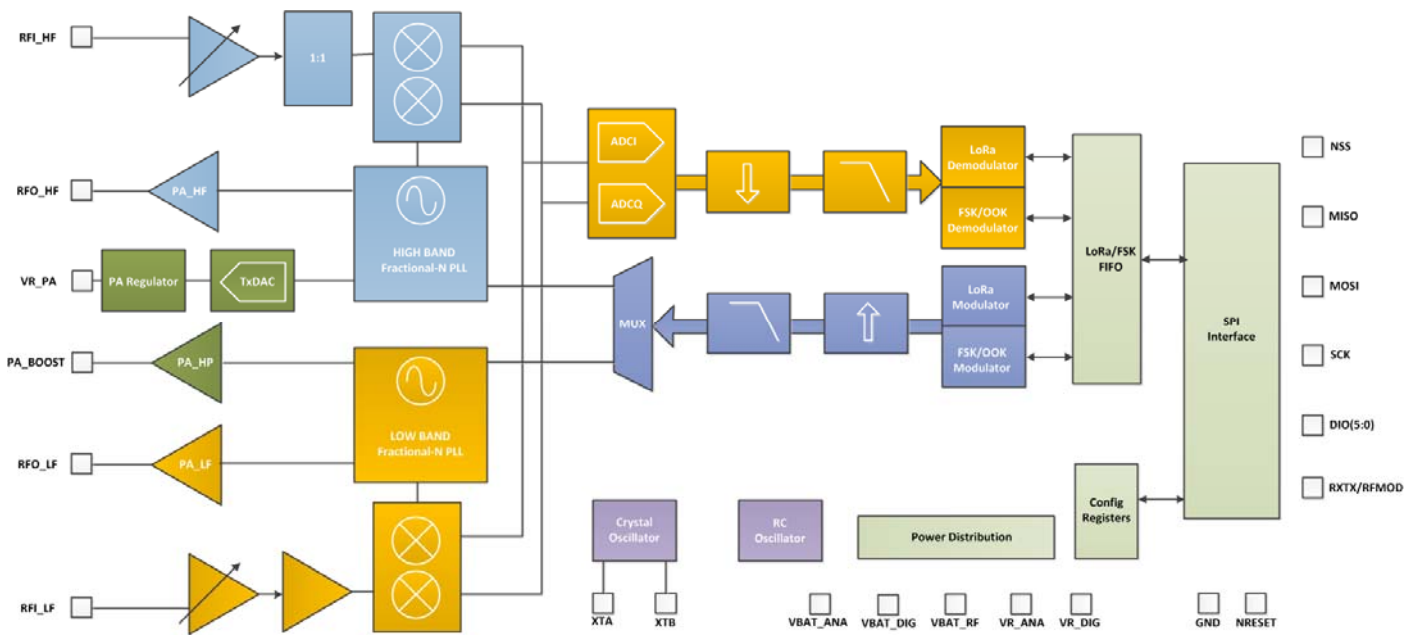 RFI_HF
1:1
RFO_HF
PA_HF
HIGH BAND
Fractional-N PLL
VR_PA
PA Regulator
TxDAC
PA_BOOST
PA_HP
RFO_LF
PA_LF
LOW BAND
Fractional-N PLL
RFI_LF
ADCI
ADCQ
MUX
LoRa
Demodulator
FSK/OOK
Demodulator
LoRa
Modulator
FSK/OOK
Modulator
LoRa/FSK
FIFO
SPI
Interface
Config
Registers
Crystal
Oscillator
RC
Oscillator
Power Distribution
XTA
XTB
VBAT_ANA
VBAT_DIG
VBAT_RF
VR_ANA
VR_DIG
GND
NRESET
NSS
MISO
MOSI
SCK
DIO(5:0)
RXTX/RFMOD